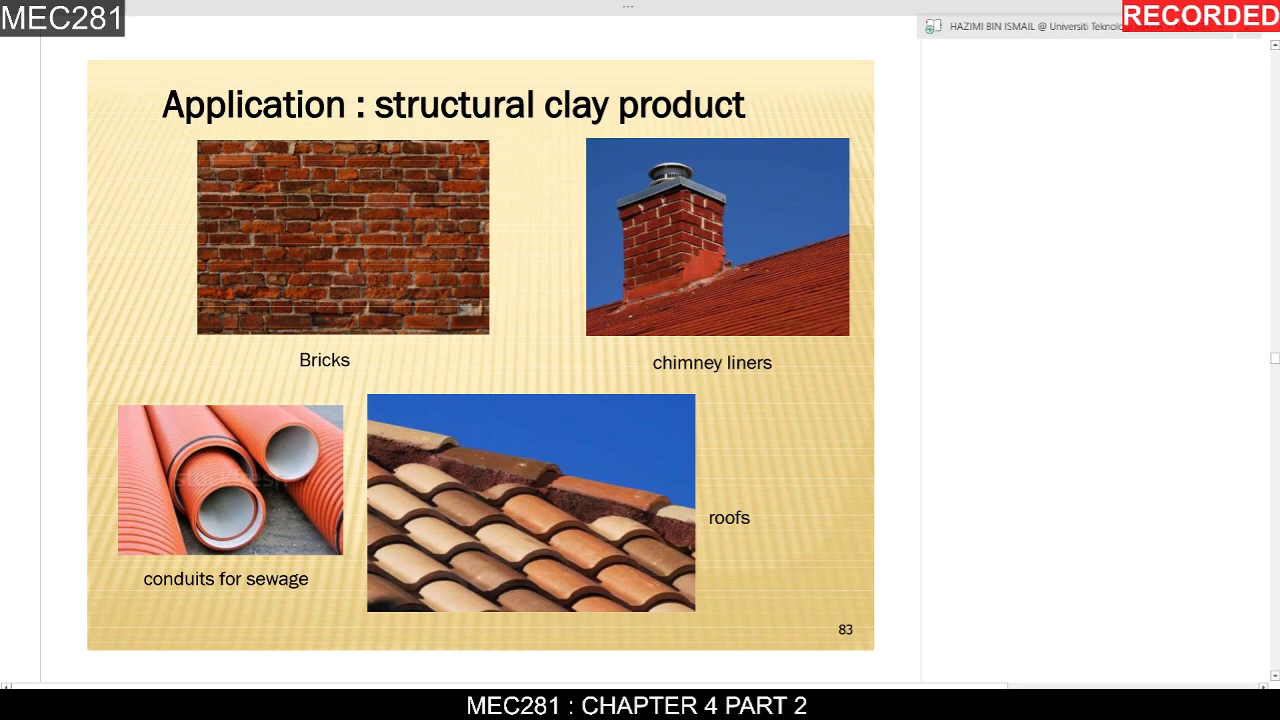 MEC281
RECORDED
HAZIMI BIN ISMAIL @ Universiti Teknolo
Application : structural clay product
Bricks
chimney liners
roofs
conduits for sewage
83
MEC281 : CHAPTER 4 PART 2